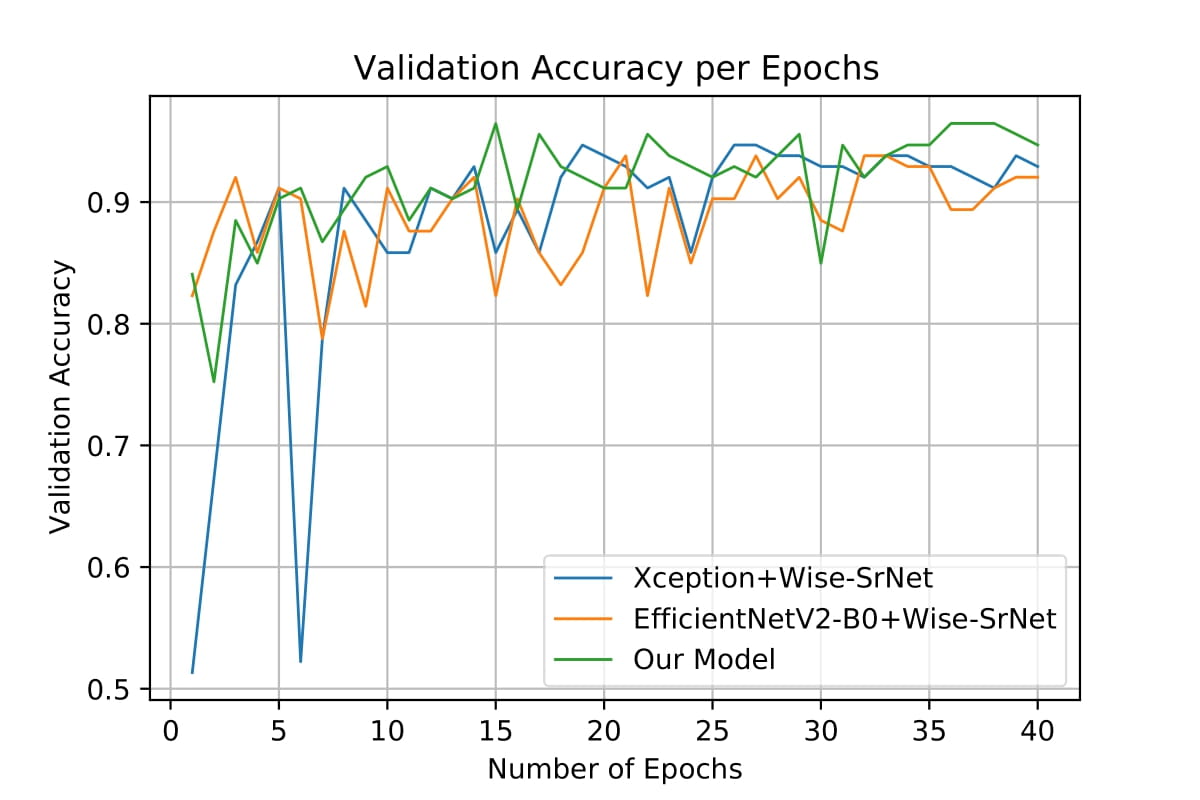 Validation Accuracy per Epochs
Validation Accuracy
0.9
0.8
0.7
0.6
0.5
Xception+Wise-SrNet
EfficientNetV2-B0+Wise-SrNet
Our Model
0 5 10 15 20 25 30 35 40
Number of Epochs